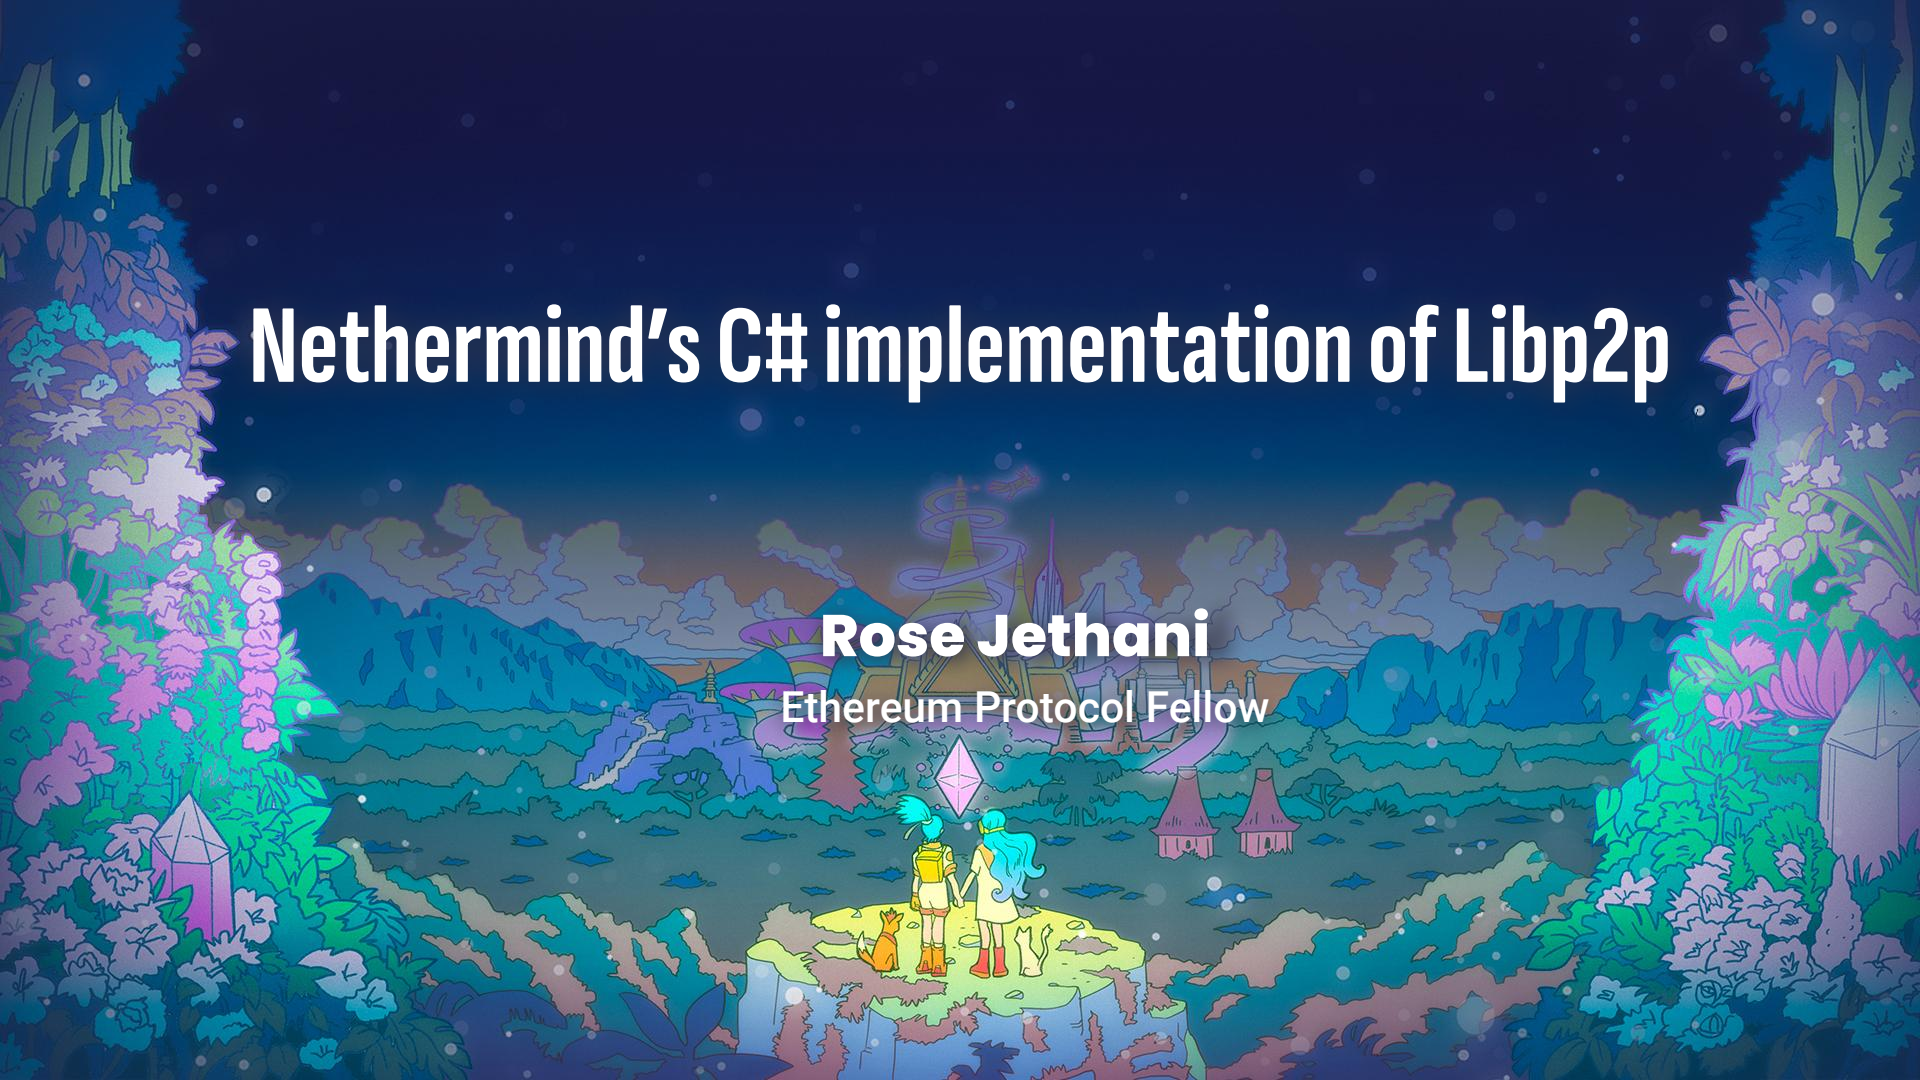 Nethermind’s C# implementation of Libp2p
Rose Jethani
Ethereum Protocol Fellow